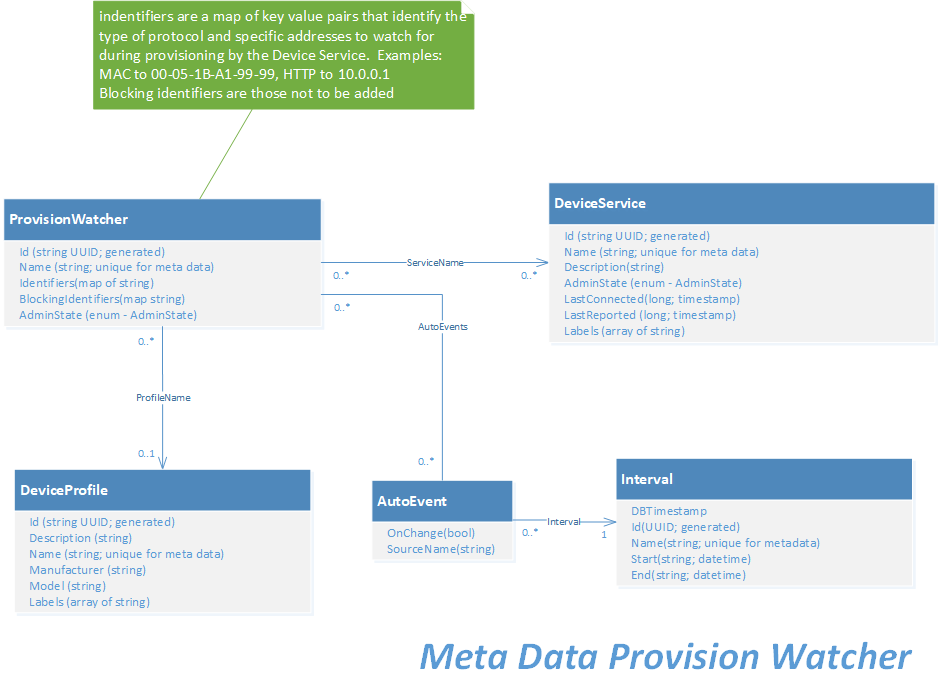 indentifiers are a map of key value pairs that identify the
type of protocol and specific addresses to watch for
during provisioning by the Device Service.  Examples:
MAC to 00-05-1B-A1-99-99, HTTP to 10.0.0.1
Blocking identifiers are those not to be added
ProvisionWatcher
Id (string UUID; generated)
Name (string; unique for meta data)
Identifiers(map of string)
BlockingIdentifiers(map string)
AdminState (enum - AdminState)
ServiceName
0..*
0..*
DeviceService
Id (string UUID; generated)
Name (string; unique for meta data)
Description(string)
AdminState (enum - AdminState)
LastConnected(long; timestamp)
LastReported (long; timestamp)
Labels (array of string)
0..*
AutoEvents
0..*
0..*
ProfileName
0..1
DeviceProfile
Id (string UUID; generated)
Description (string)
Name (string; unique for meta data)
Manufacturer (string)
Model (string)
Labels (array of string)
AutoEvent
OnChange(bool)
SourceName(string)
Interval
0..*
1
Interval
DBTimestamp
Id(UUID; generated)
Name(string; unique for metadata)
Start(string; datetime)
End(string; datetime)
Meta Data Provision Watcher